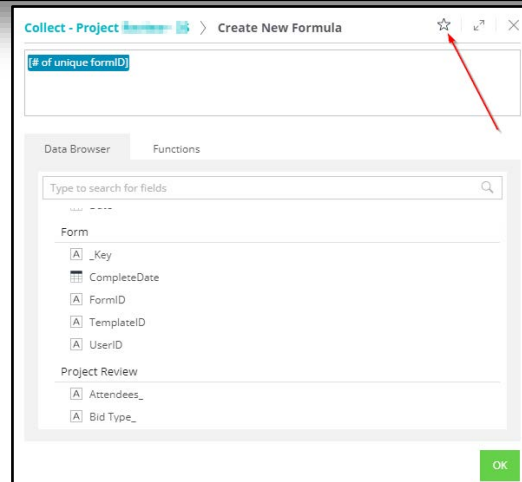 Collect - Project > Create New Formula
[# of unique formID]
Data Browser Functions
Type to search for fields
Form
A _Key
CompleteDate
A FormID
A TemplateID
A UserID
Project Review
A Attendees_
A Bid Type_
OK